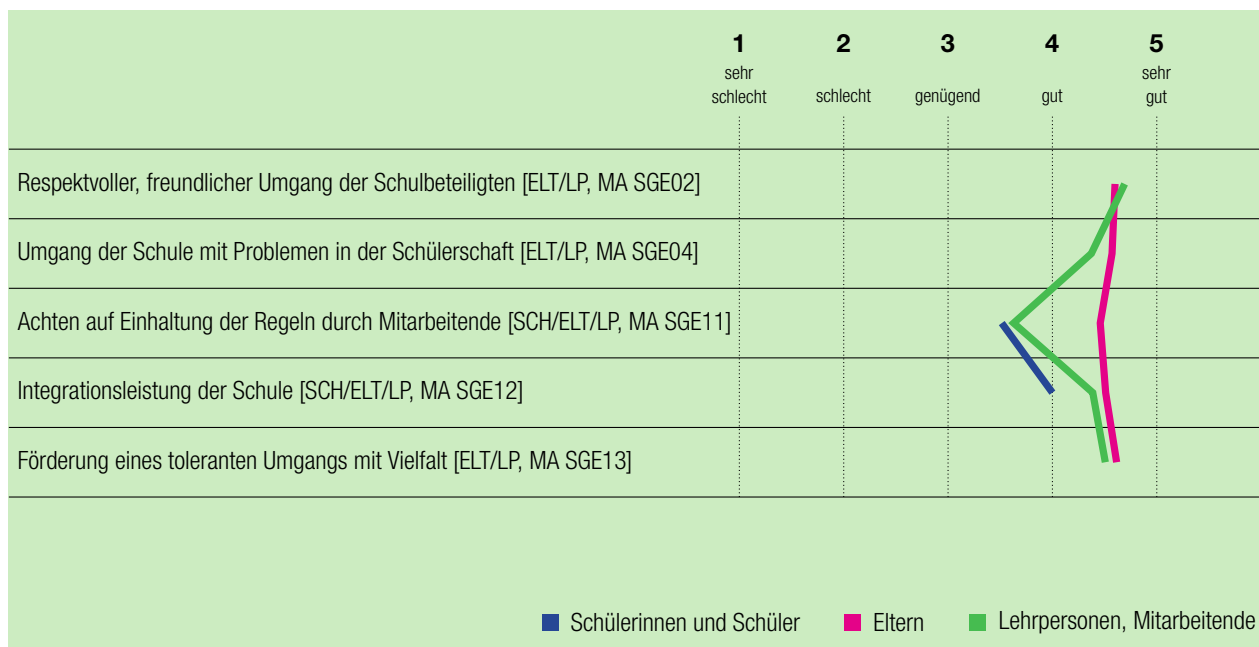 1 2 3 4 5
sehr schlecht schlecht genügend gut sehr gut
Respektvoller, freundlicher Umgang der Schulbeteiligten [ELT/LP, MA SGE02]
Umgang der Schule mit Problemen in der Schülerschaft [ELT/LP, MA SGE04]
Achten auf Einhaltung der Regeln durch Mitarbeitende [SCH/ELT/LP, MA SGE11]
Integrationsleistung der Schule [SCH/ELT/LP, MA SGE12]
Förderung eines toleranten Umgangs mit Vielfalt [ELT/LP, MA SGE13]
Schülerinnen und Schüler Eltern Lehrpersonen, Mitarbeitende